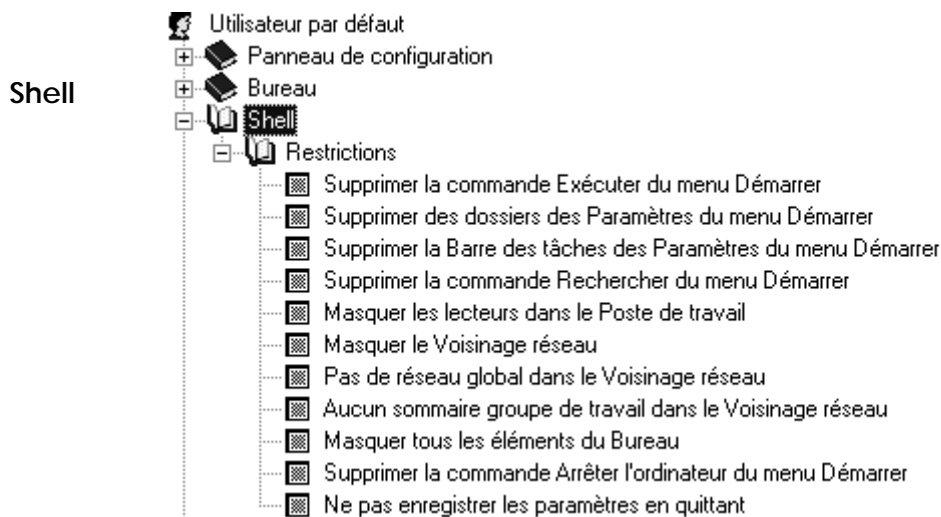 Utilisateur par défaut
Panneau de configuration
Shell
Bureau
Shell
Restrictions
Supprimer la commande Exécuter du menu Démarrer
Supprimer des dossiers des Paramètres du menu Démarrer
Supprimer la Barre des tâches des Paramètres du menu Démarrer
Supprimer la commande Rechercher du menu Démarrer
Masquer les lecteurs dans le Poste de travail
Masquer le Voisinage réseau
Pas de réseau global dans le Voisinage réseau
Aucun sommaire groupe de travail dans le Voisinage réseau
Masquer tous les éléments du Bureau
Supprimer la commande Arrêter l'ordinateur du menu Démarrer
Ne pas enregistrer les paramètres en quittant